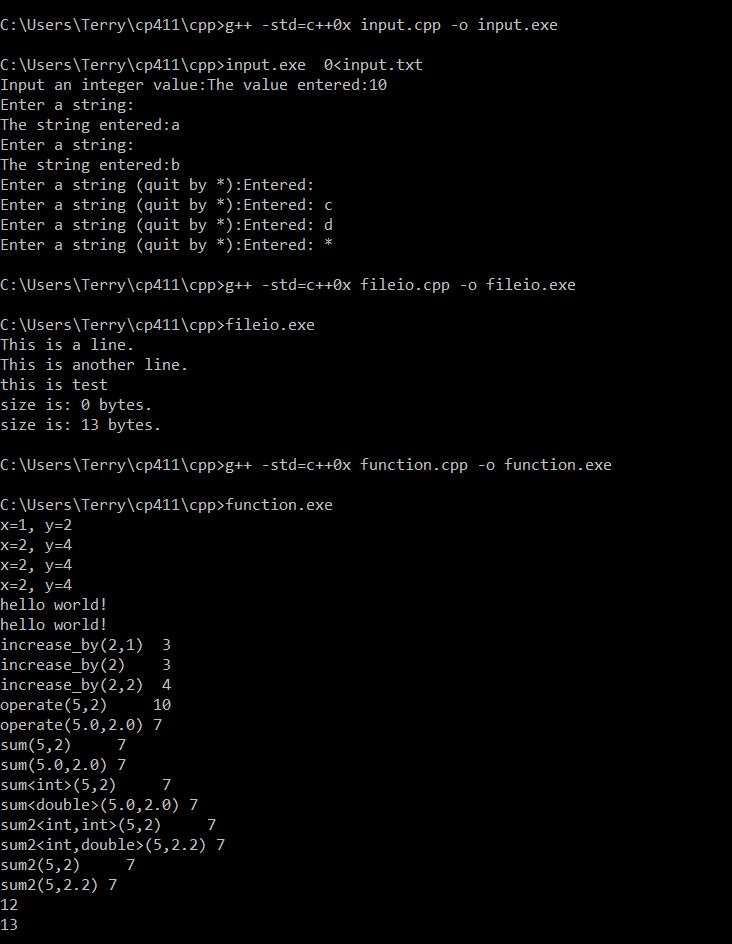 C:\Users\Terry\cp411\cpp>g++ -std=c++0x input.cpp -o input.exe
C:\Users\Terry\cp411\cpp>input.exe  0<input.txt
Input an integer value:The value entered:10
Enter a string:
The string entered:a
Enter a string:
The string entered:b
Enter a string (quit by *):Entered:
Enter a string (quit by *):Entered: c
Enter a string (quit by *):Entered: d
Enter a string (quit by *):Entered: *
C:\Users\Terry\cp411\cpp>g++ -std=c++0x fileio.cpp -o fileio.exe
C:\Users\Terry\cp411\cpp>fileio.exe
This is a line.
This is another line.
this is test
size is: 0 bytes.
size is: 13 bytes.
C:\Users\Terry\cp411\cpp>g++ -std=c++0x function.cpp -o function.exe
C:\Users\Terry\cp411\cpp>function.exe
x=1, y=2
x=2, y=4
x=2, y=4
x=2, y=4
hello world!
hello world!
increase_by(2,1)  3
increase_by(2)    3
increase_by(2,2)  4
operate(5,2)     10
operate(5.0,2.0) 7
sum(5,2)     7
sum(5.0,2.0) 7
sum<int>(5,2)     7
sum<double>(5.0,2.0) 7
sum2<int,int>(5,2)     7
sum2<int,double>(5,2.2) 7
sum2(5,2)     7
sum2(5,2.2) 7
12
13